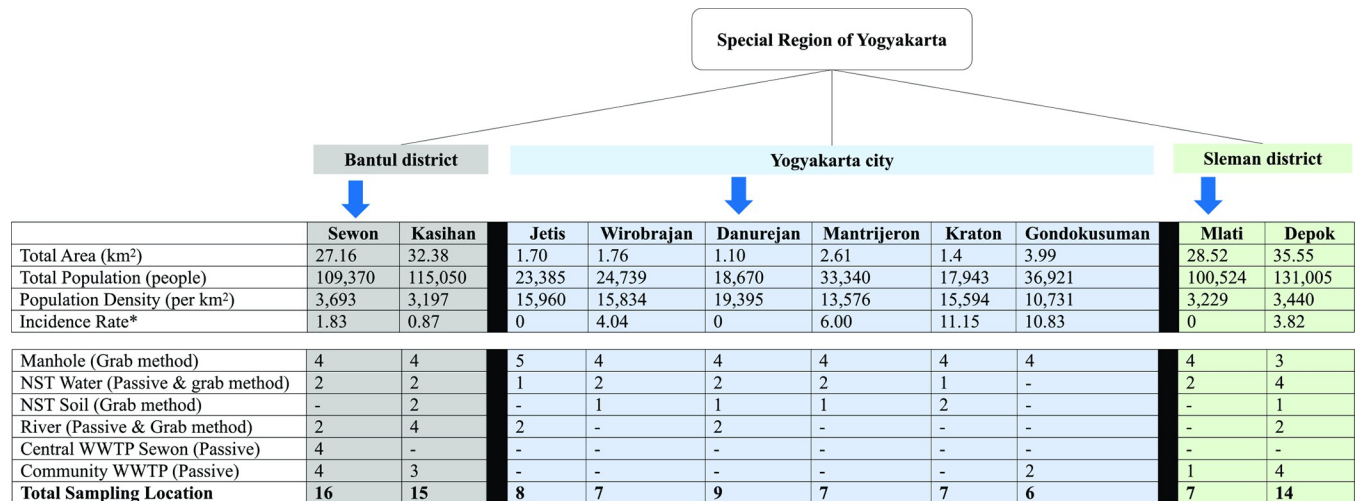 Special Region of Yogyakarta
Bantul district Yogyakarta city Sleman district
Sewon Kasihan Jetis Wirobrajan Danurejan Mantrijeron Kraton Gondokusuman Mlati Depok
Total Area (km²) 27.16 32.38 1.70 1.76 1.10 2.61 1.4 3.99 28.52 35.55
Total Population (people) 109,370 115,050 23,385 24,739 18,670 33,340 17,943 36,921 100,524 131,005
Population Density (per km²) 3,693 3,197 15,960 15,834 19,395 13,576 15,594 10,731 3,229 3,440
Incidence Rate* 1.83 0.87 0 4.04 0 6.00 11.15 10.83 0 3.82
Manhole (Grab method) 4 4 5 4 4 4 4 4 4 3
NST Water (Passive & grab method) 2 2 1 2 2 2 1 - 2 4
NST Soil (Grab method) - 2 - 1 1 1 2 - - 1
River (Passive & Grab method) 2 4 2 - 2 - - - - 2
Central WWTP Sewon (Passive) 4 - - - - - - - - -
Community WWTP (Passive) 4 3 - - - - - 2 1 4
Total Sampling Location 16 15 8 7 9 7 7 6 7 14